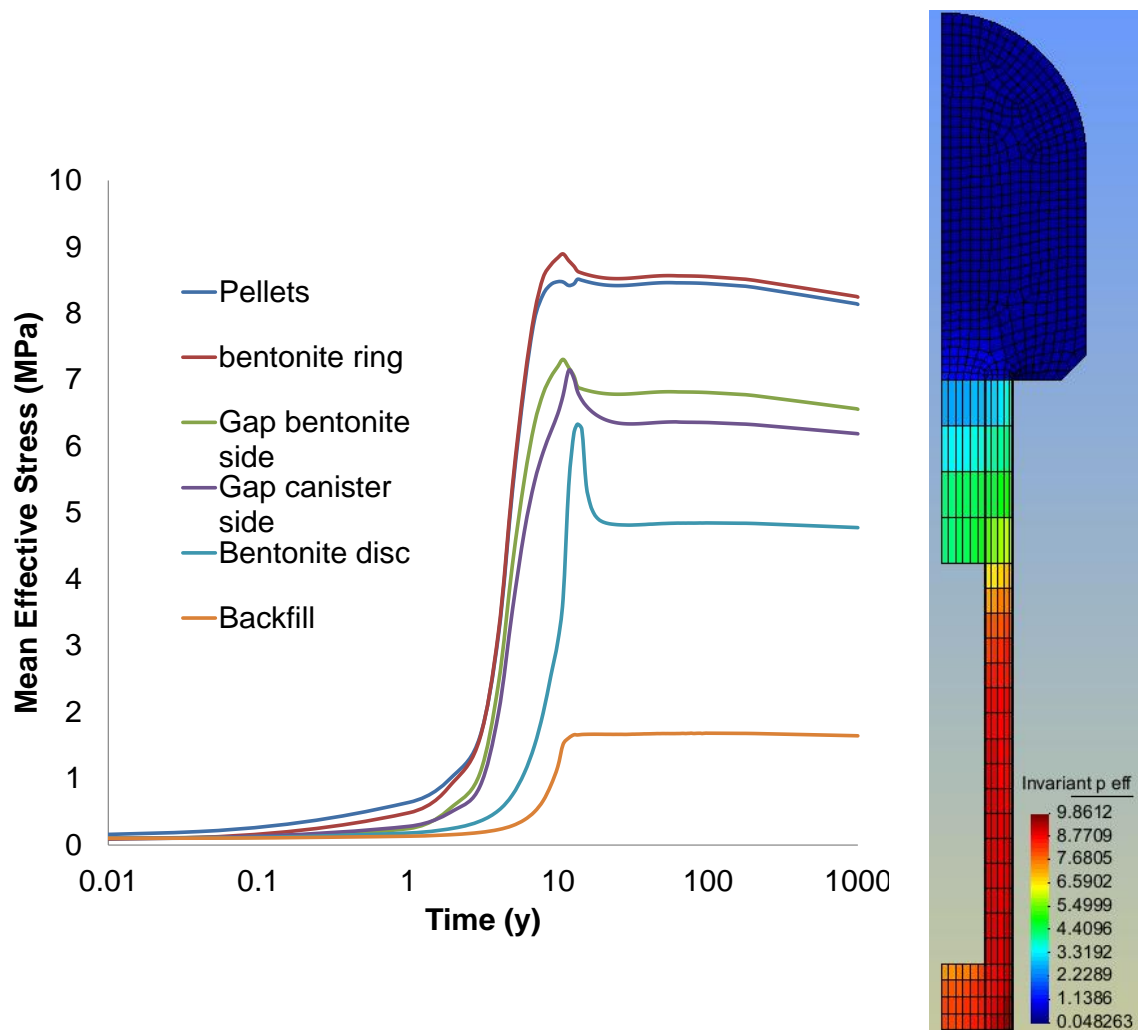 10
9
8
7
6
5
4
3
2
1
0
Mean Effective Stress (MPa)
Pellets
bentonite ring
Gap bentonite
side
Gap canister
side
Bentonite disc
Backfill
0.01
0.1
1
10
100
1000
Time (y)
Invariant p eff
9.8612
8.7709
7.6805
6.5902
5.4999
4.4096
3.3192
2.2289
1.1386
0.048263